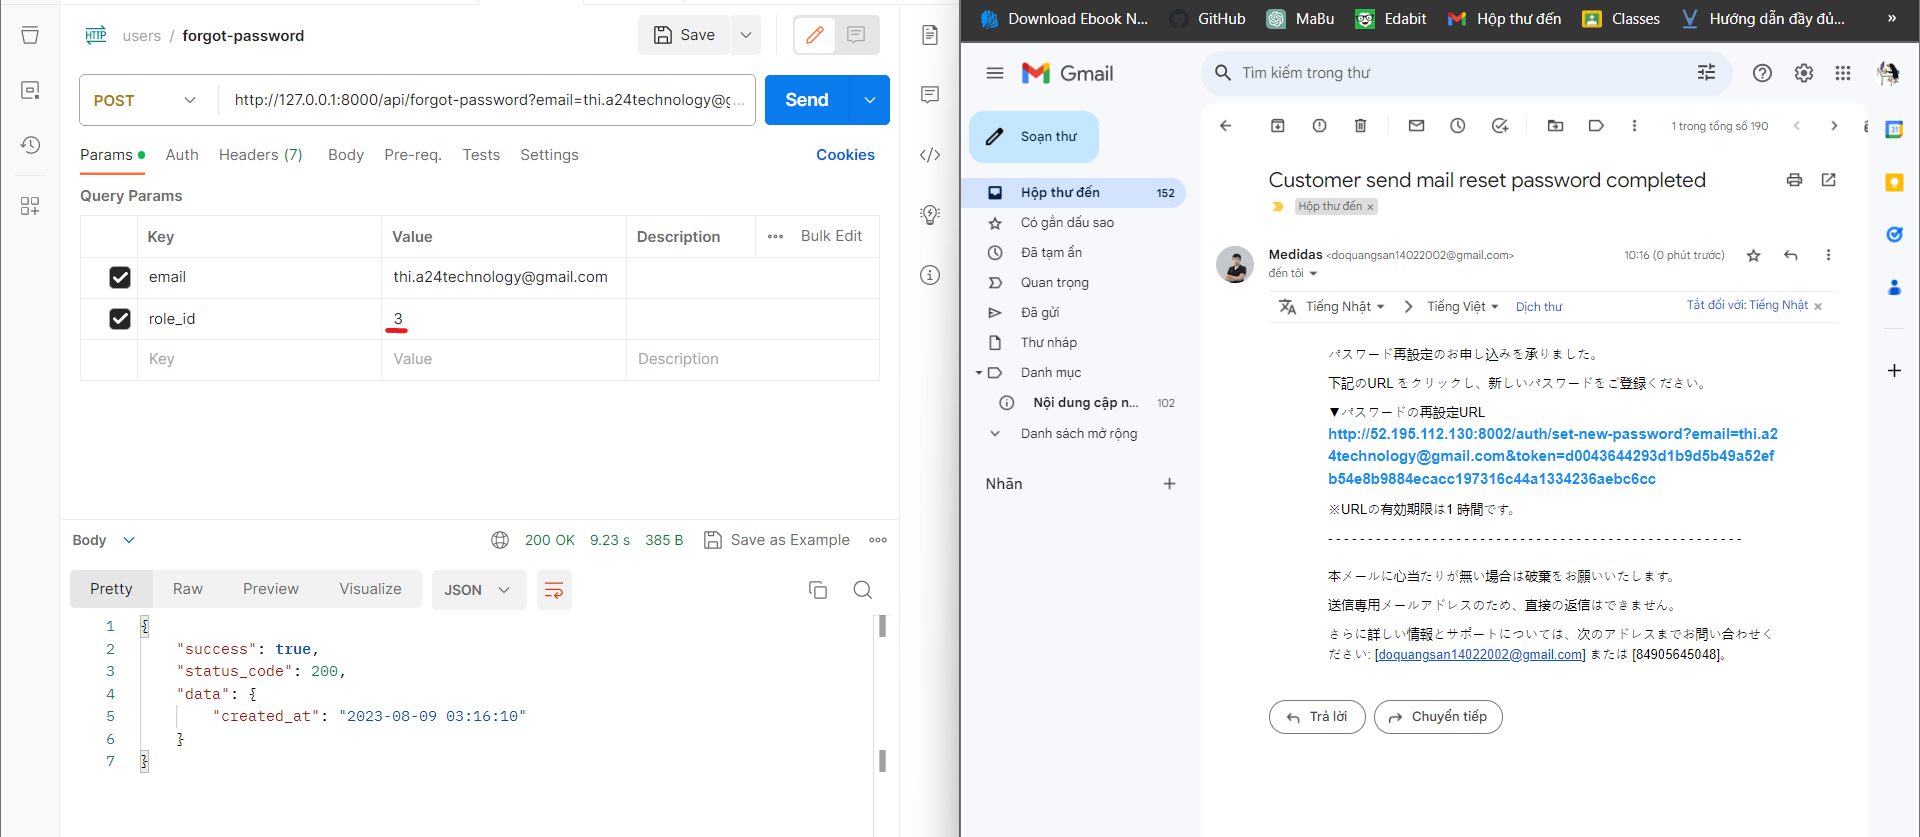 users / forgot-password
Save
POST
http://127.0.0.1:8000/api/forgot-password?email=thi.a24technology@g...
Send
Params
Auth
Headers (7)
Body
Pre-req.
Tests
Settings
Cookies
Query Params
Key
Value
Description
Bulk Edit
email
thi.a24technology@gmail.com
role_id
3
Key
Value
Description
Body
200 OK
9.23 s
385 B
Save as Example
Pretty
Raw
Preview
Visualize
JSON
1 {
2 "success": true,
3 "status_code": 200,
4 "data": {
5 "created_at": "2023-08-09 03:16:10"
6 }
7 }
Download Ebook N...
GitHub
MaBu
Edabit
Hộp thư đến
Classes
Hướng dẫn đầy đủ...
»
Gmail
Tìm kiếm trong thư
Soạn thư
Hộp thư đến 152
Có gắn dấu sao
Đã tạm ẩn
Quan trọng
Đã gửi
Thư nháp
Danh mục
Nội dung cập n... 102
Danh sách mở rộng
Nhãn
1 trong tổng số 190
Customer send mail reset password completed
Hộp thư đến ×
Medidas <doquangsan14022002@gmail.com>
10:16 (0 phút trước)
đến tôi
Tiếng Nhật
Tiếng Việt
Dịch thư
Tắt đối với: Tiếng Nhật ×
パスワード再設定のお申し込みを承りました。
下記のURL をクリックし、新しいパスワードをご登録ください。
▼パスワードの再設定URL
http://52.195.112.130:8002/auth/set-new-password?email=thi.a2
4technology@gmail.com&token=d0043644293d1b9d5b49a52ef
b54e8b9884ecacc197316c44a1334236aebc6cc
※URLの有効期限は1 時間です。
- - - - - - - - - - - - - - - - - - - - - - - - - - - - - - - - - - - - - - - - - - - - - - - - - - - -
本メールに心当たりが無い場合は破棄をお願いいたします。
送信専用メールアドレスのため、直接の返信はできません。
さらに詳しい情報とサポートについては、次のアドレスまでお問い合わせく
ださい: [doquangsan14022002@gmail.com] または [84905645048]。
Trả lời
Chuyển tiếp